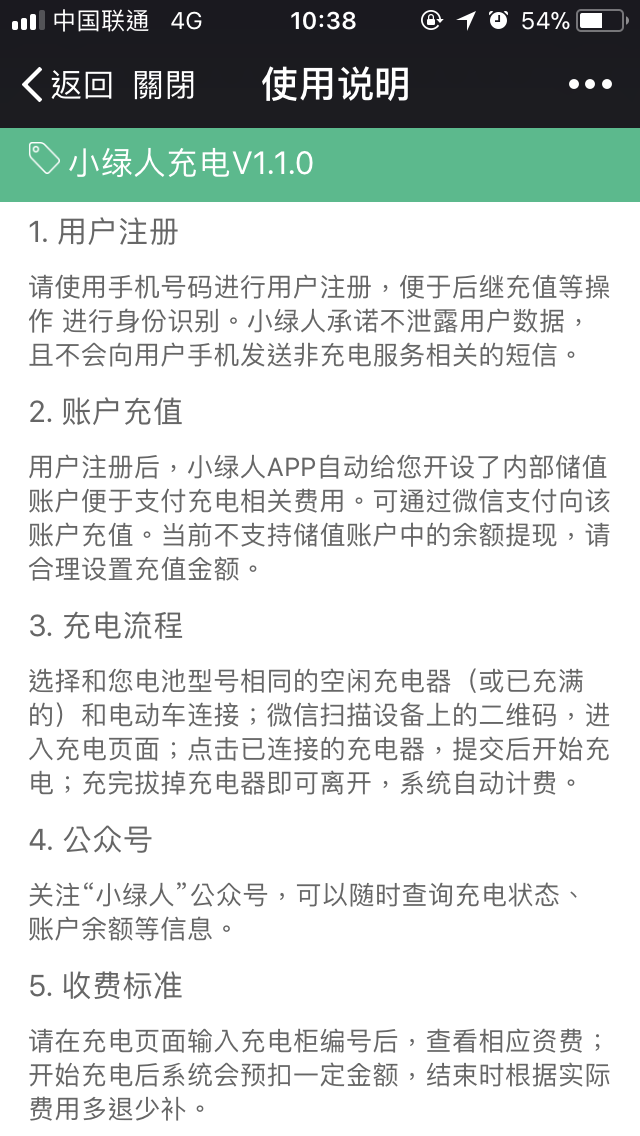 中国联通 4G 10:38 54%
返回 關閉 使用说明
小绿人充电V1.1.0
1. 用户注册
请使用手机号码进行用户注册，便于后继充值等操
作 进行身份识别。小绿人承诺不泄露用户数据，
且不会向用户手机发送非充电服务相关的短信。
2. 账户充值
用户注册后，小绿人APP自动给您开设了内部储值
账户便于支付充电相关费用。可通过微信支付向该
账户充值。当前不支持储值账户中的余额提现，请
合理设置充值金额。
3. 充电流程
选择和您电池型号相同的空闲充电器（或已充满
的）和电动车连接；微信扫描设备上的二维码，进
入充电页面；点击已连接的充电器，提交后开始充
电；充完拔掉充电器即可离开，系统自动计费。
4. 公众号
关注“小绿人”公众号，可以随时查询充电状态、
账户余额等信息。
5. 收费标准
请在充电页面输入充电柜编号后，查看相应资费；
开始充电后系统会预扣一定金额，结束时根据实际
费用多退少补。